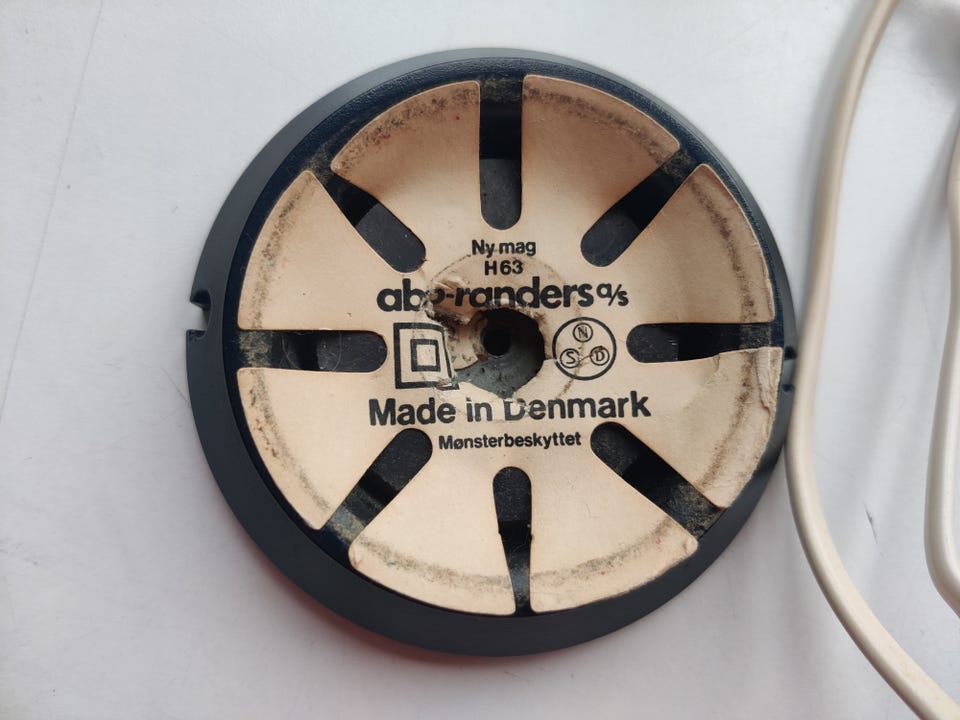 Ny mag
H63
abo-randers a/s
N
S D
Made in Denmark
Mønsterbeskyttet